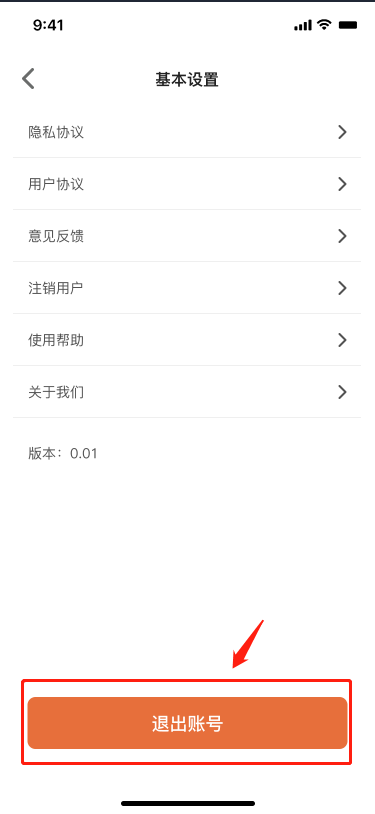 9:41
基本设置
隐私协议
用户协议
意见反馈
注销用户
使用帮助
关于我们
版本：0.01
退出账号